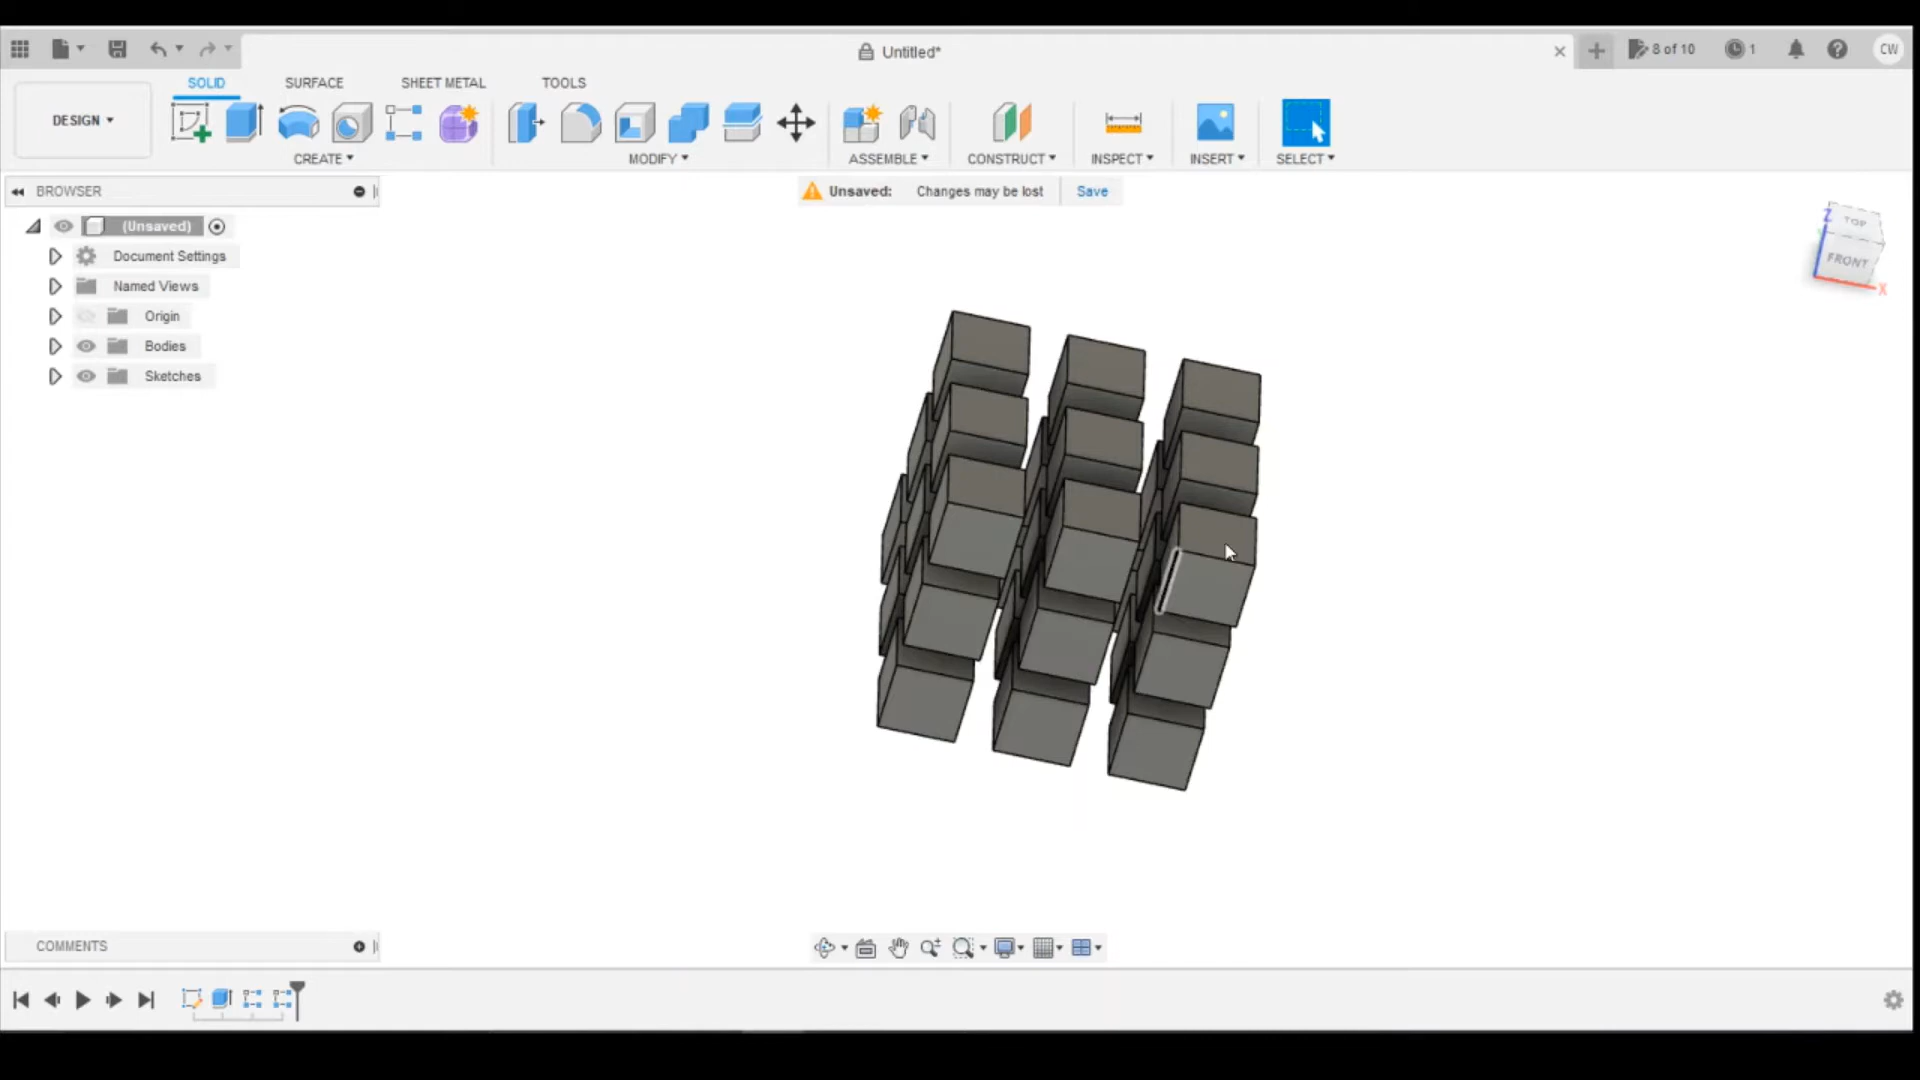 Untitled*
8 of 10
1
CW
DESIGN
SOLID
SURFACE
SHEET METAL
TOOLS
CREATE
MODIFY
ASSEMBLE
CONSTRUCT
INSPECT
INSERT
SELECT
BROWSER
Unsaved: Changes may be lost Save
(Unsaved)
Document Settings
Named Views
Origin
Bodies
Sketches
TOP
Z
FRONT
X
COMMENTS